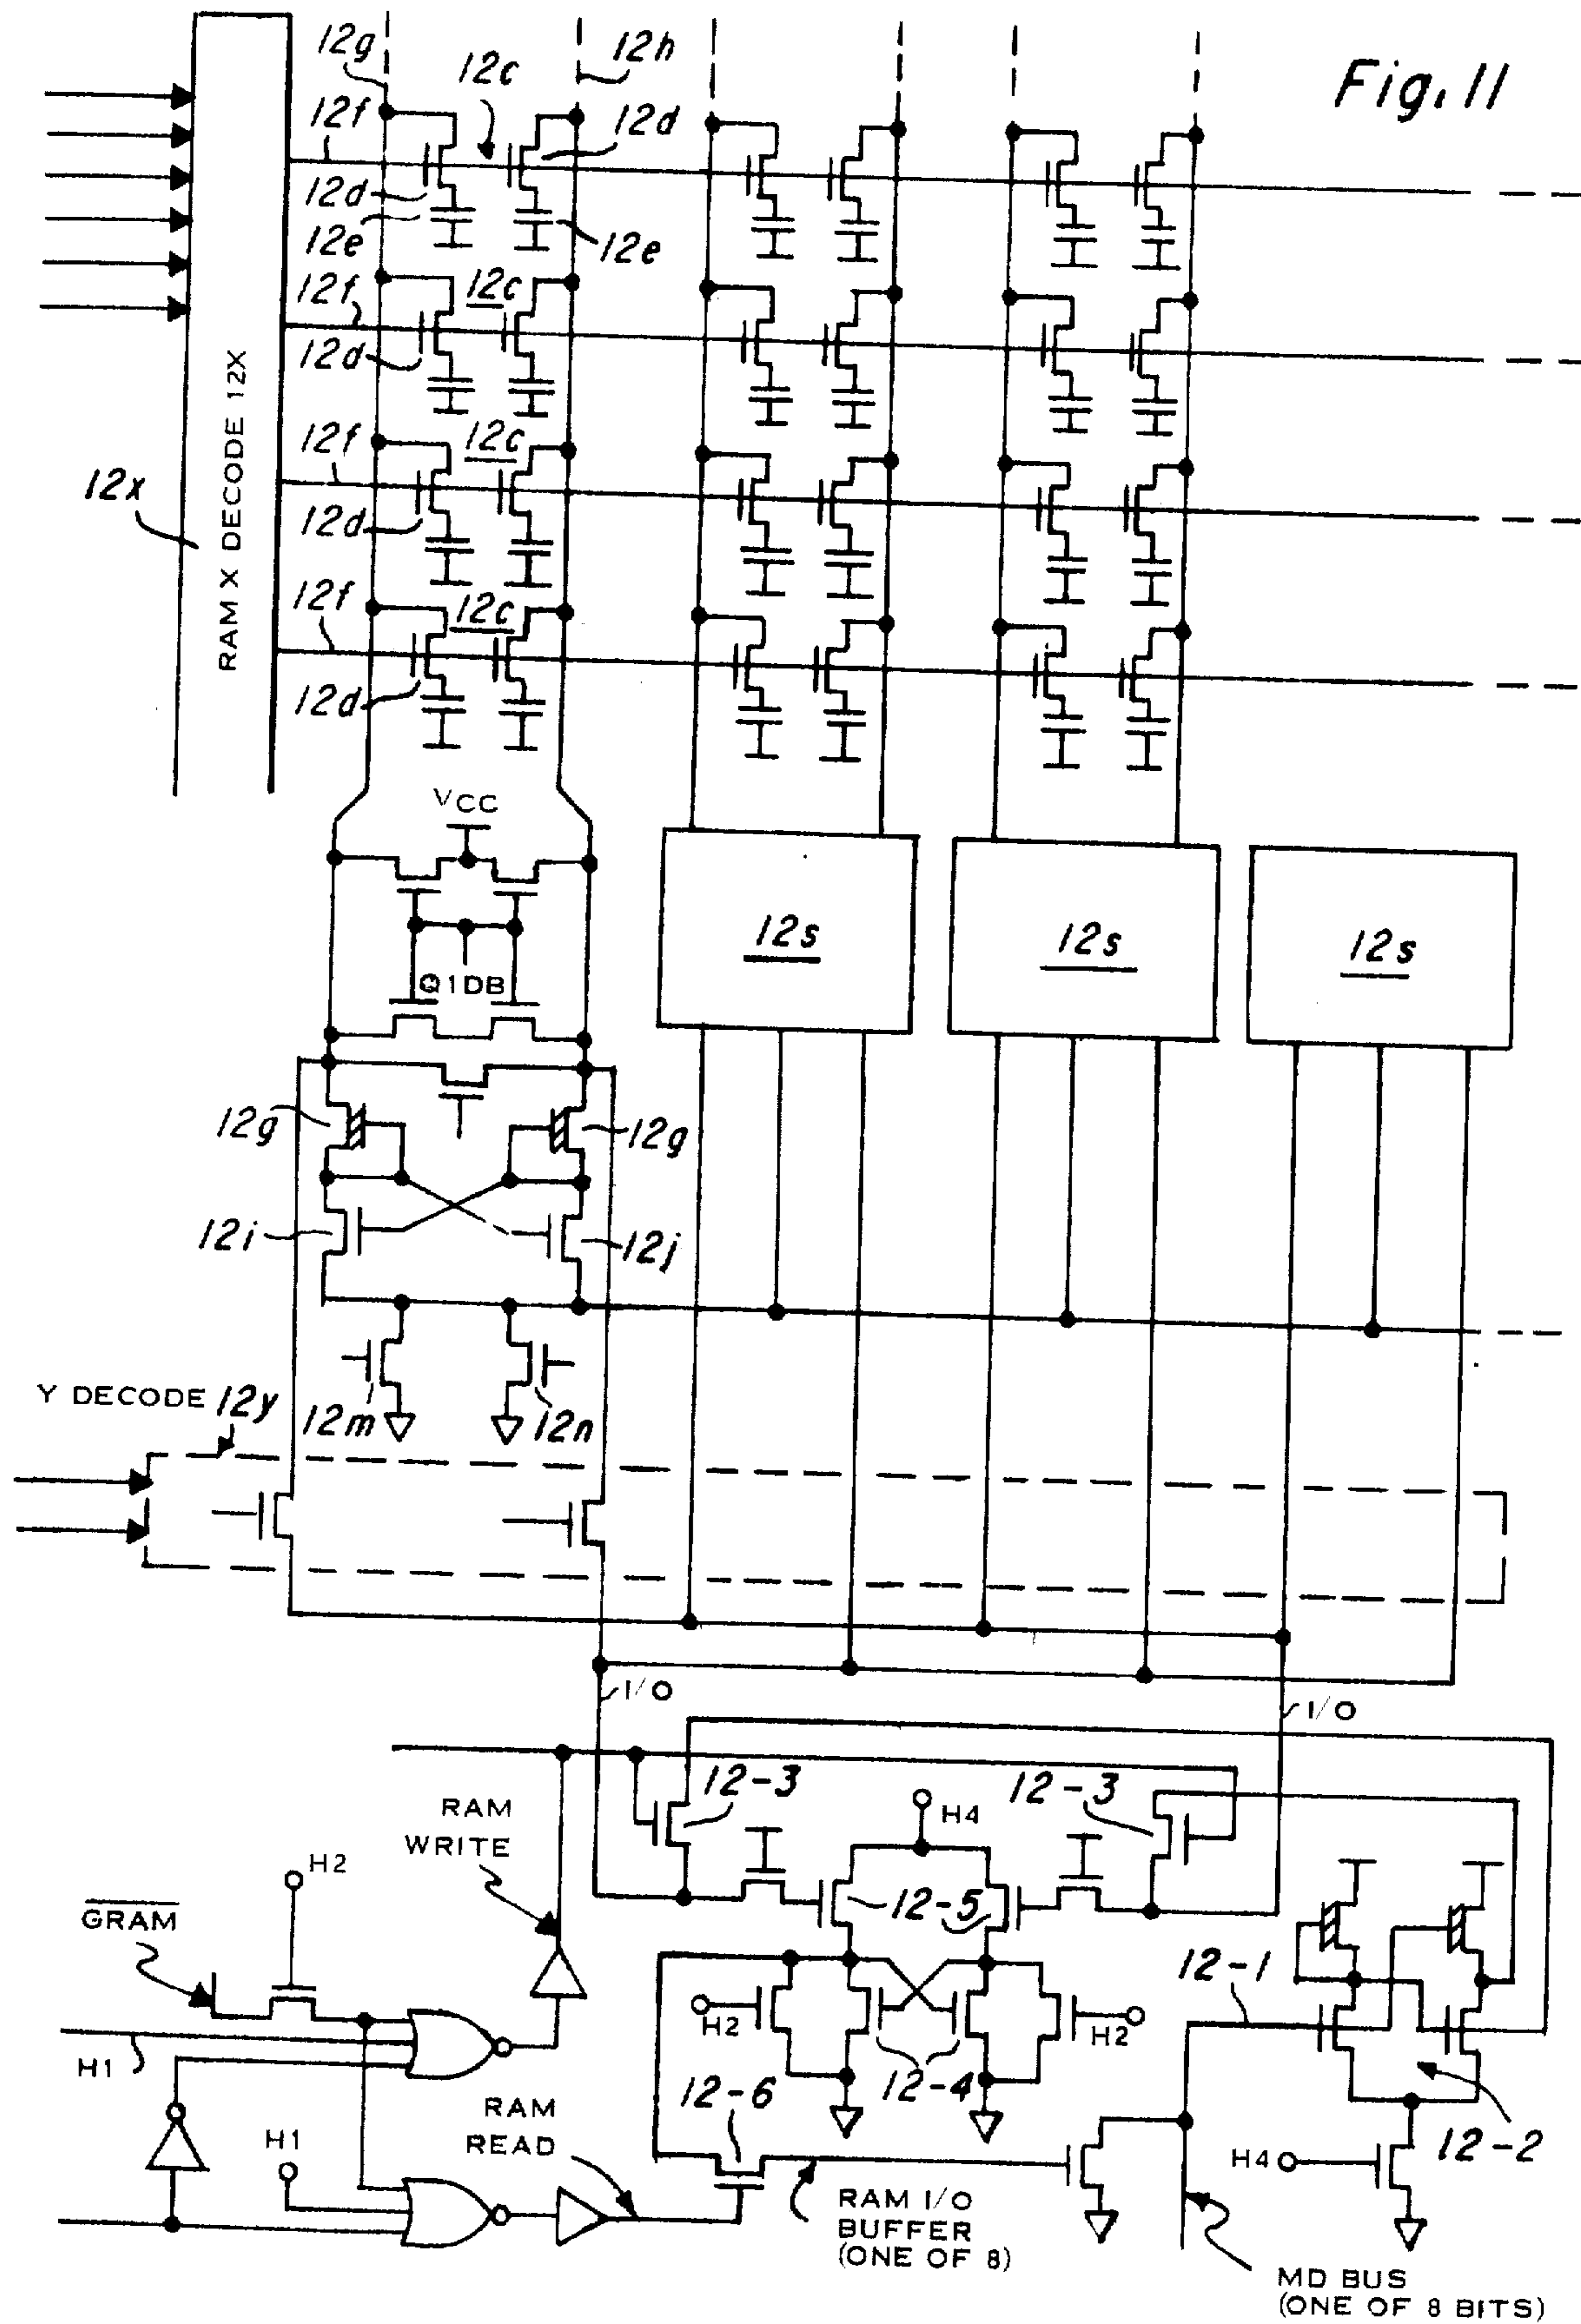 Fig. 11
12g
12h
12c
12f
12d
12d
12e
12e
12f
12c
12d
12x
RAM X DECODE 12X
12f
12c
12d
12f
12c
12d
VCC
Q1DB
12s
12s
12s
12g
12g
12i
12j
12m
12n
Y DECODE 12y
I/O
I/O
12-3
12-3
H4
RAM
WRITE
H2
GRAM
12-5
12-1
H2
H2
H1
12-4
12-6
RAM
READ
H1
12-2
H4
RAM I/O
BUFFER
(ONE OF 8)
MD BUS
(ONE OF 8 BITS)